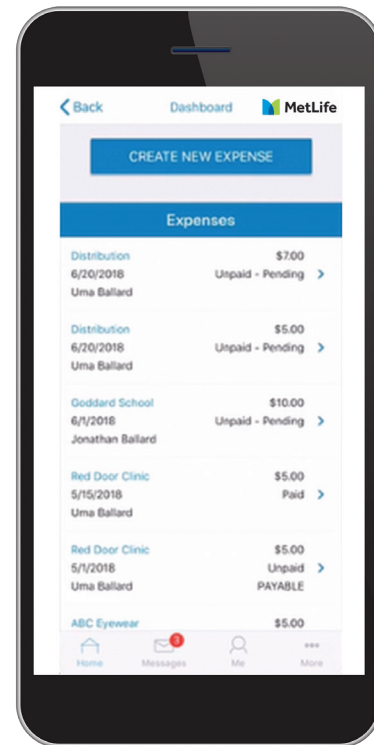 Back Dashboard MetLife
CREATE NEW EXPENSE
Expenses
Distribution $7.00
6/20/2018 Unpaid - Pending
Uma Ballard
Distribution $5.00
6/20/2018 Unpaid - Pending
Uma Ballard
Goddard School $10.00
6/1/2018 Unpaid - Pending
Jonathan Ballard
Red Door Clinic $5.00
5/15/2018 Paid
Uma Ballard
Red Door Clinic $5.00
5/1/2018 Unpaid
Uma Ballard PAYABLE
ABC Eyewear $5.00
3
Home Messages Me More